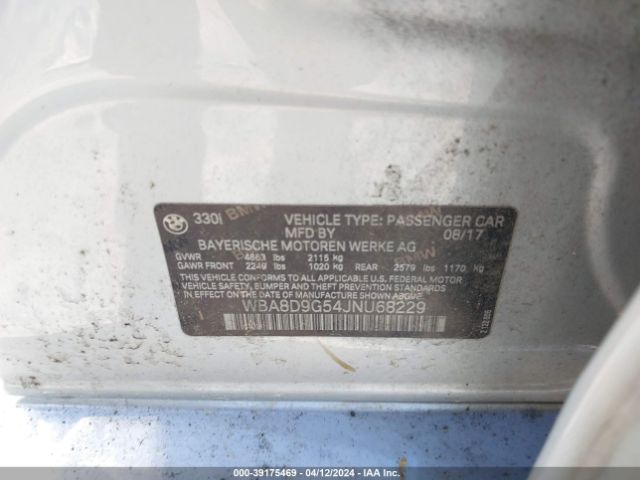 BMW
330i
VEHICLE TYPE: PASSENGER CAR
MFD BY 08/17
BAYERISCHE MOTOREN WERKE AG
GVWR 4663 lbs 2115 kg
GAWR FRONT 2249 lbs 1020 kg REAR 2579 lbs 1170 kg
THIS VEHICLE CONFORMS TO ALL APPLICABLE U.S. FEDERAL MOTOR
VEHICLE SAFETY, BUMPER, AND THEFT PREVENTION STANDARDS
IN EFFECT ON THE DATE OF MANUFACTURE SHOWN ABOVE.
WBA8D9G54JNU68229
000-39175469 - 04/12/2024 - IAA Inc.